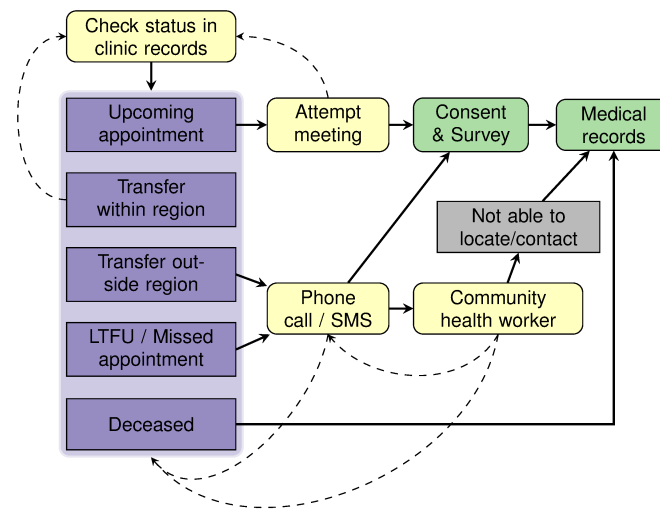 Check status in
clinic records
Upcoming
appointment
Attempt
meeting
Consent
& Survey
Medical
records
Transfer
within region
Not able to
locate/contact
Transfer out-
side region
Phone
call / SMS
Community
health worker
LTFU / Missed
appointment
Deceased